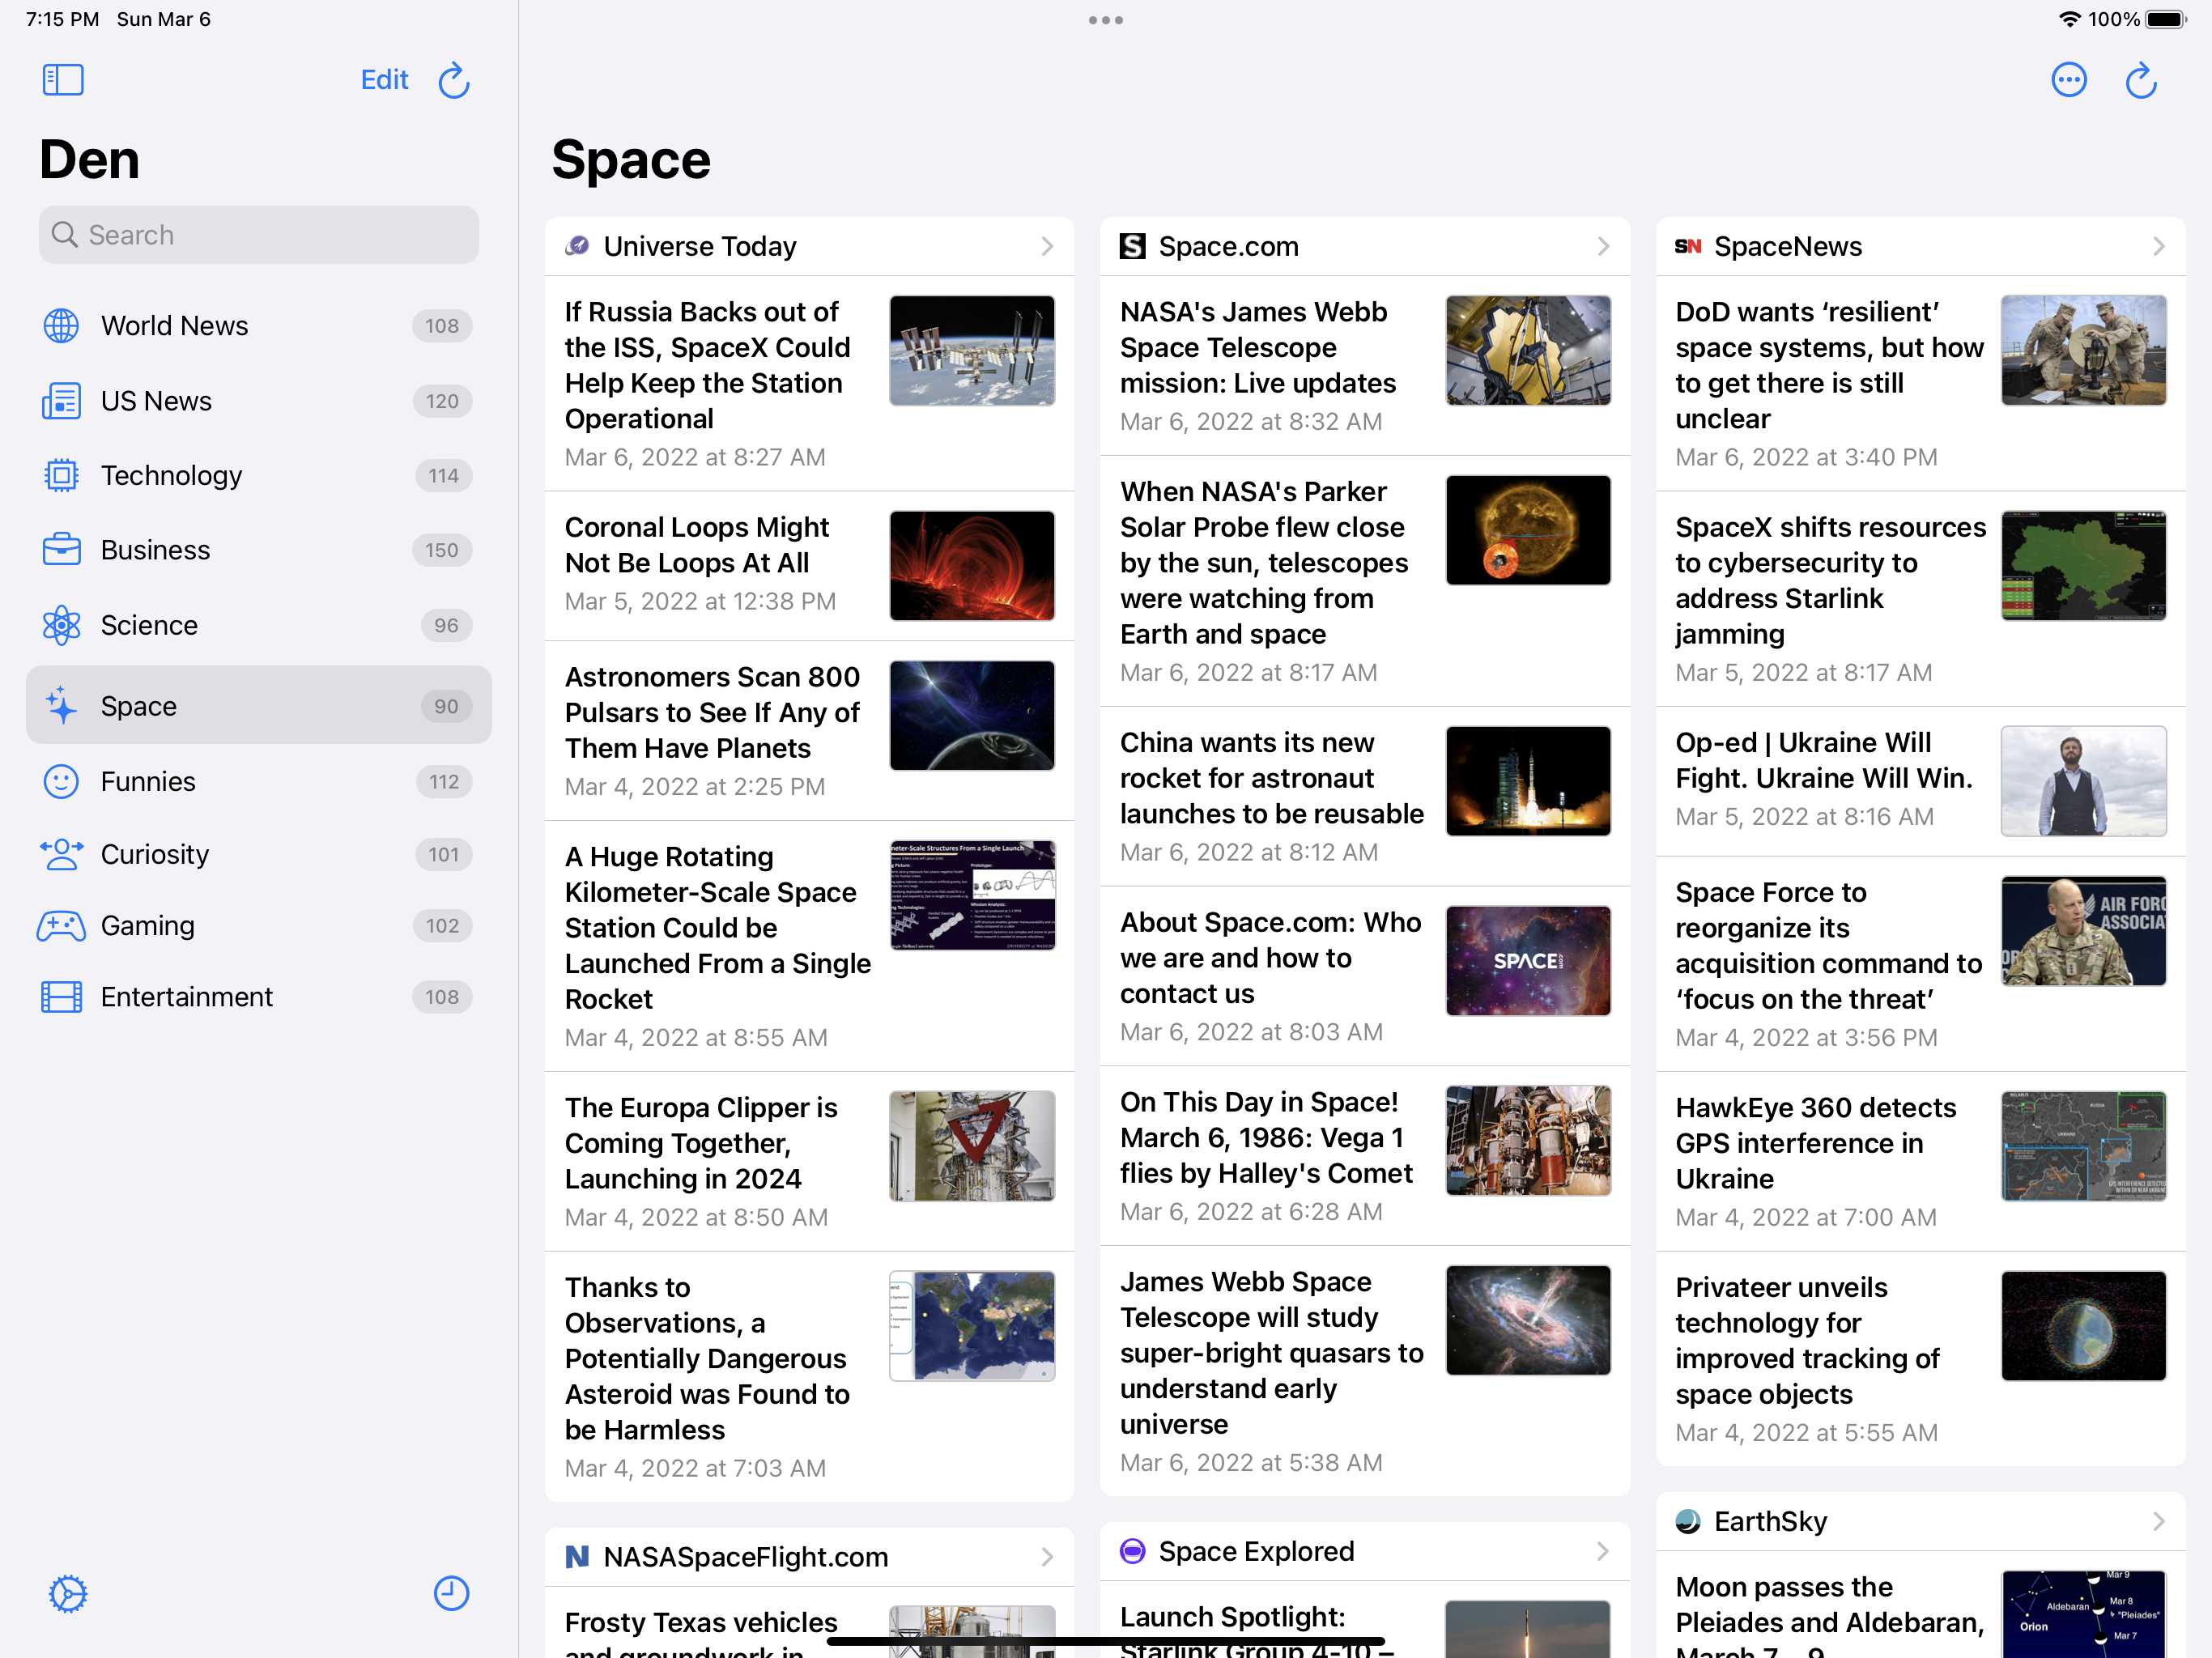 7:15 PM Sun Mar 6
100%
Edit
Den
Search
World News 108
US News 120
Technology 114
Business 150
Science 96
Space 90
Funnies 112
Curiosity 101
Gaming 102
Entertainment 108
Space
Universe Today
If Russia Backs out of
the ISS, SpaceX Could
Help Keep the Station
Operational
Mar 6, 2022 at 8:27 AM
Coronal Loops Might
Not Be Loops At All
Mar 5, 2022 at 12:38 PM
Astronomers Scan 800
Pulsars to See If Any of
Them Have Planets
Mar 4, 2022 at 2:25 PM
A Huge Rotating
Kilometer-Scale Space
Station Could be
Launched From a Single
Rocket
Mar 4, 2022 at 8:55 AM
meter-Scale Structures From a Single Launch
The Europa Clipper is
Coming Together,
Launching in 2024
Mar 4, 2022 at 8:50 AM
Thanks to
Observations, a
Potentially Dangerous
Asteroid was Found to
be Harmless
Mar 4, 2022 at 7:03 AM
N NASASpaceFlight.com
Frosty Texas vehicles
and groundwork in
S Space.com
NASA's James Webb
Space Telescope
mission: Live updates
Mar 6, 2022 at 8:32 AM
When NASA's Parker
Solar Probe flew close
by the sun, telescopes
were watching from
Earth and space
Mar 6, 2022 at 8:17 AM
China wants its new
rocket for astronaut
launches to be reusable
Mar 6, 2022 at 8:12 AM
About Space.com: Who
we are and how to
contact us
Mar 6, 2022 at 8:03 AM
SPACE.com
On This Day in Space!
March 6, 1986: Vega 1
flies by Halley's Comet
Mar 6, 2022 at 6:28 AM
James Webb Space
Telescope will study
super-bright quasars to
understand early
universe
Mar 6, 2022 at 5:38 AM
Space Explored
Launch Spotlight:
Starlink Group 4-10 –
SN SpaceNews
DoD wants ‘resilient’
space systems, but how
to get there is still
unclear
Mar 6, 2022 at 3:40 PM
SpaceX shifts resources
to cybersecurity to
address Starlink
jamming
Mar 5, 2022 at 8:17 AM
Op-ed | Ukraine Will
Fight. Ukraine Will Win.
Mar 5, 2022 at 8:16 AM
Space Force to
reorganize its
acquisition command to
‘focus on the threat’
Mar 4, 2022 at 3:56 PM
AIR FORC
ASSOCIA
HawkEye 360 detects
GPS interference in
Ukraine
Mar 4, 2022 at 7:00 AM
Privateer unveils
technology for
improved tracking of
space objects
Mar 4, 2022 at 5:55 AM
EarthSky
Moon passes the
Pleiades and Aldebaran,
March 7 – 9
Mar 9
Aldebaran
Mar 8
"Pleiades"
Orion
Mar 7